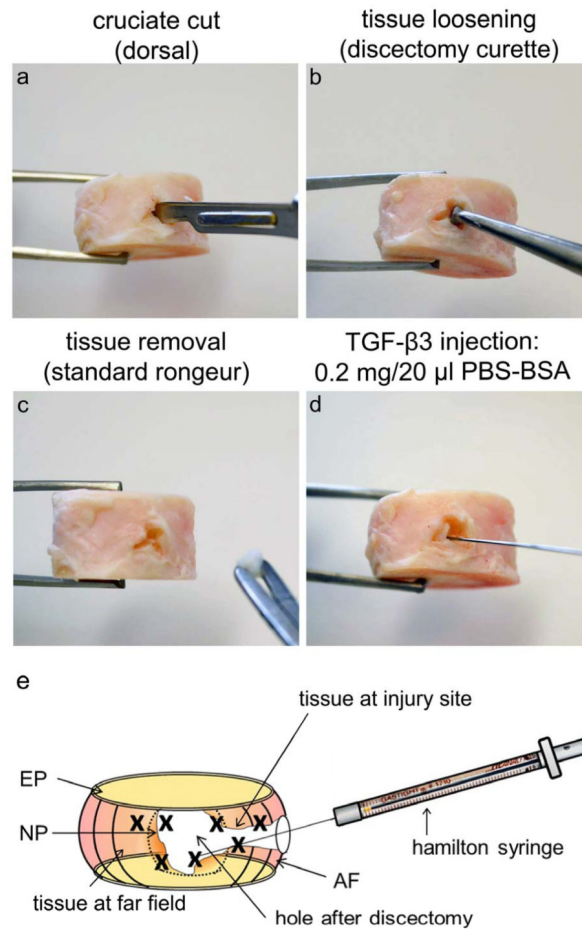 cruciate cut
(dorsal)
tissue loosening
(discectomy curette)
a
b
tissue removal
(standard rongeur)
TGF-β3 injection:
0.2 mg/20 µl PBS-BSA
c
d
e
tissue at injury site
EP
NP
X X X X
X
X X
hamilton syringe
tissue at far field
AF
hole after discectomy